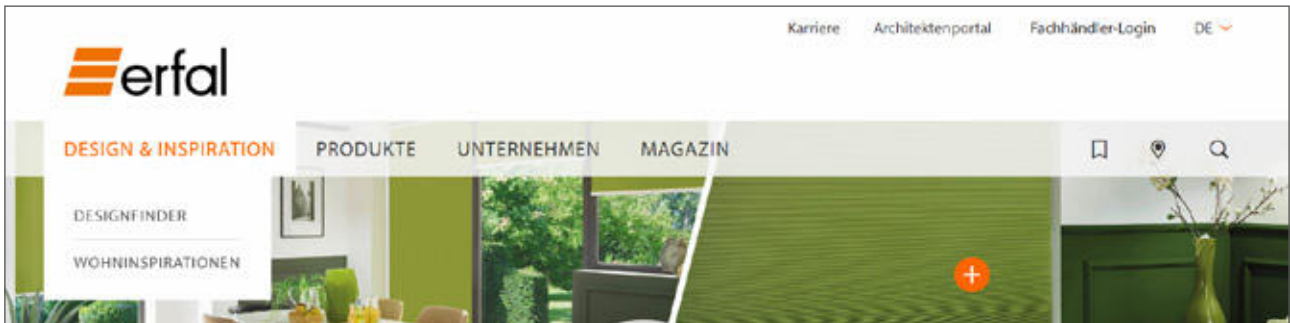 Karriere Architektenportal Fachhändler-Login DE
erfal
DESIGN & INSPIRATION PRODUKTE UNTERNEHMEN MAGAZIN
DESIGNFINDER
WOHNINSPIRATIONEN